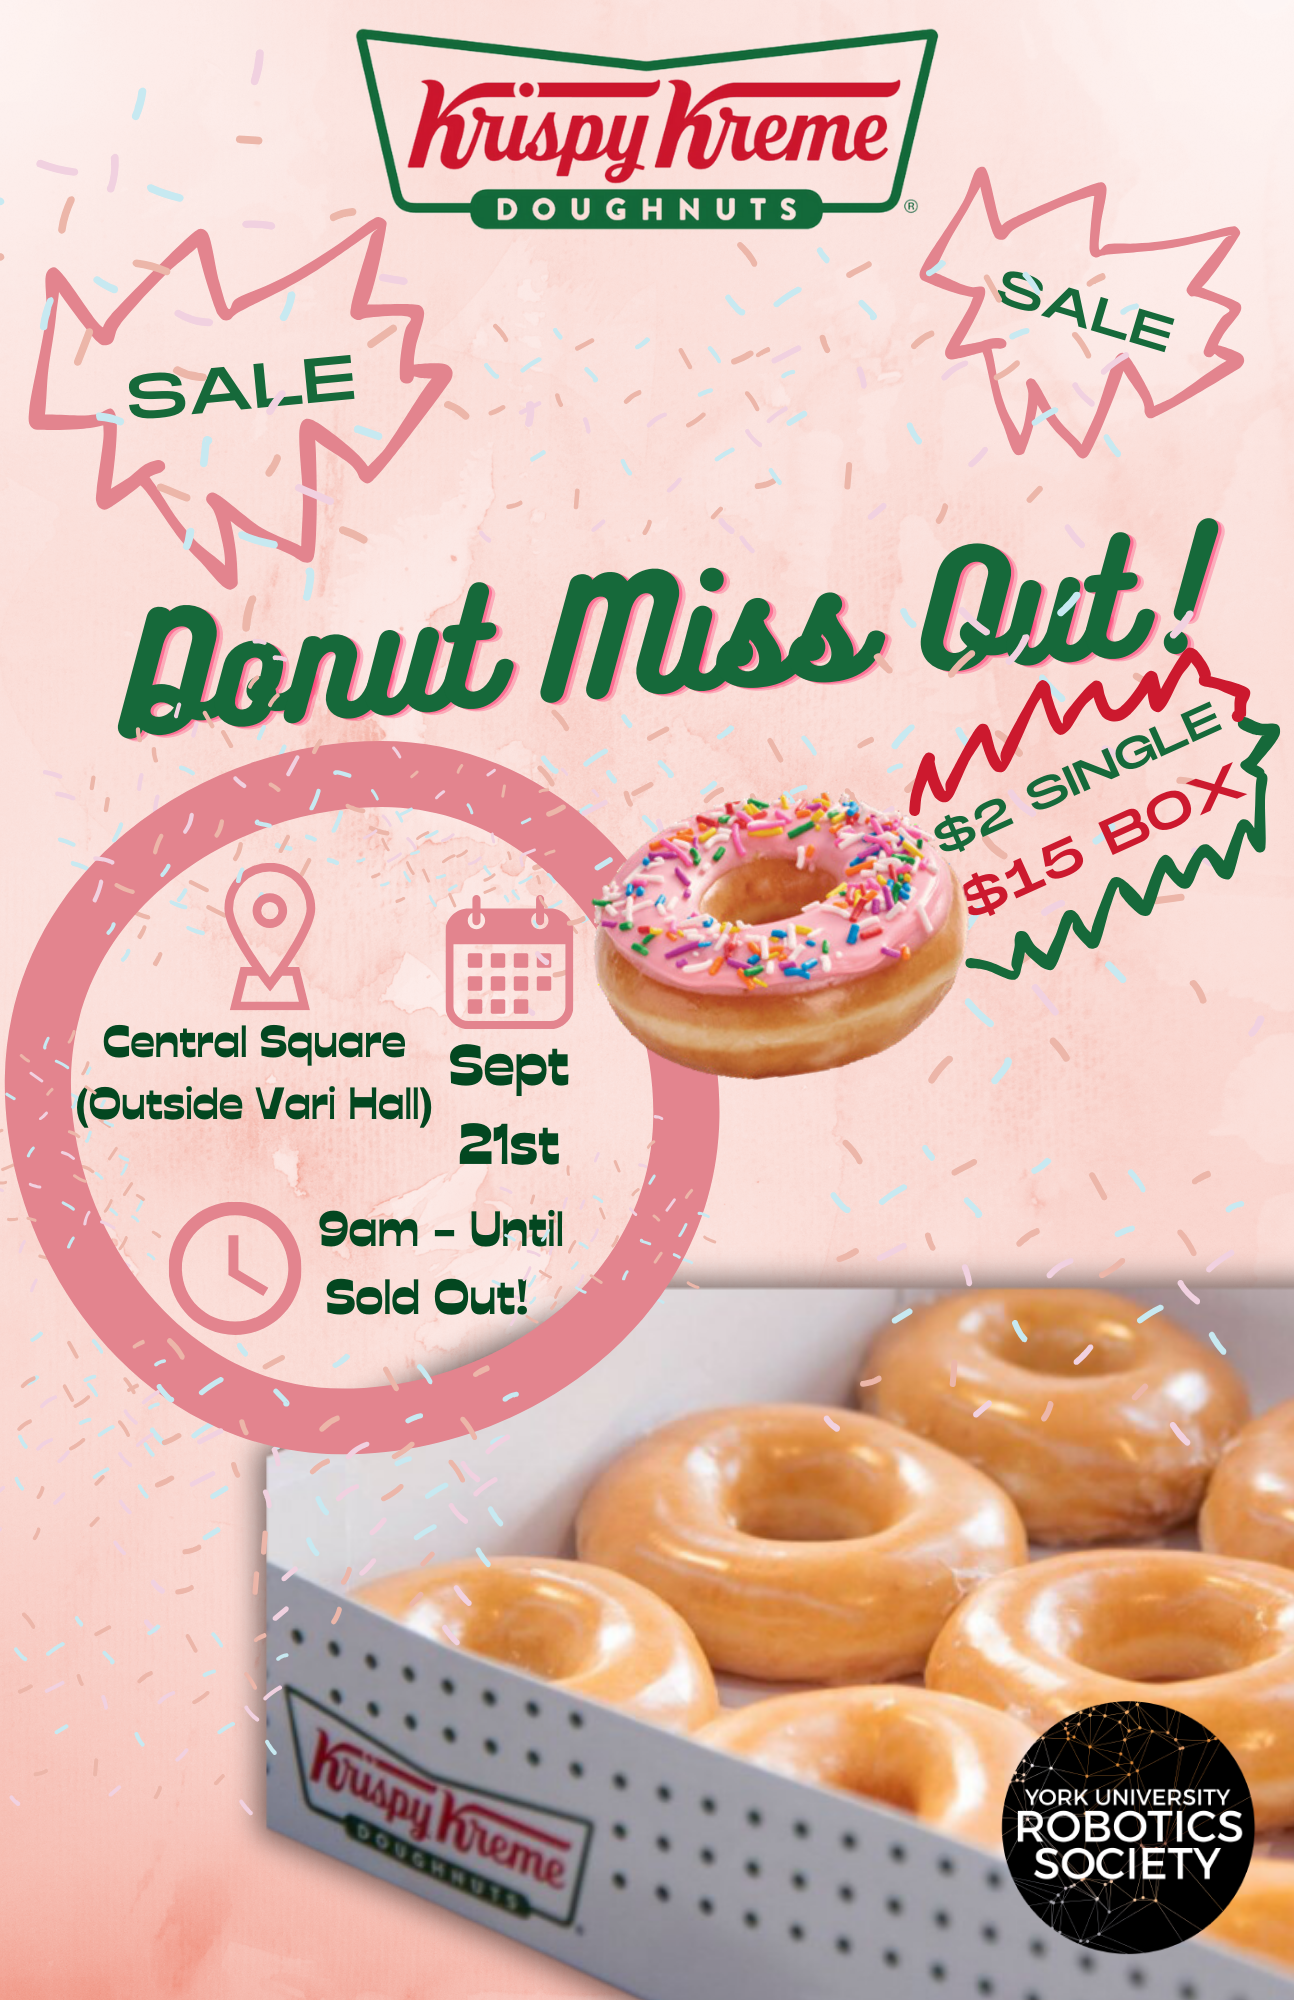 Krispy Kreme
DOUGHNUTS
®
SALE
SALE
Donut Miss Out!
$2 SINGLE
$15 BOX
Central Square
(Outside Vari Hall)
Sept
21st
9am - Until
Sold Out!
Krispy Kreme
DOUGHNUTS
YORK UNIVERSITY
ROBOTICS
SOCIETY